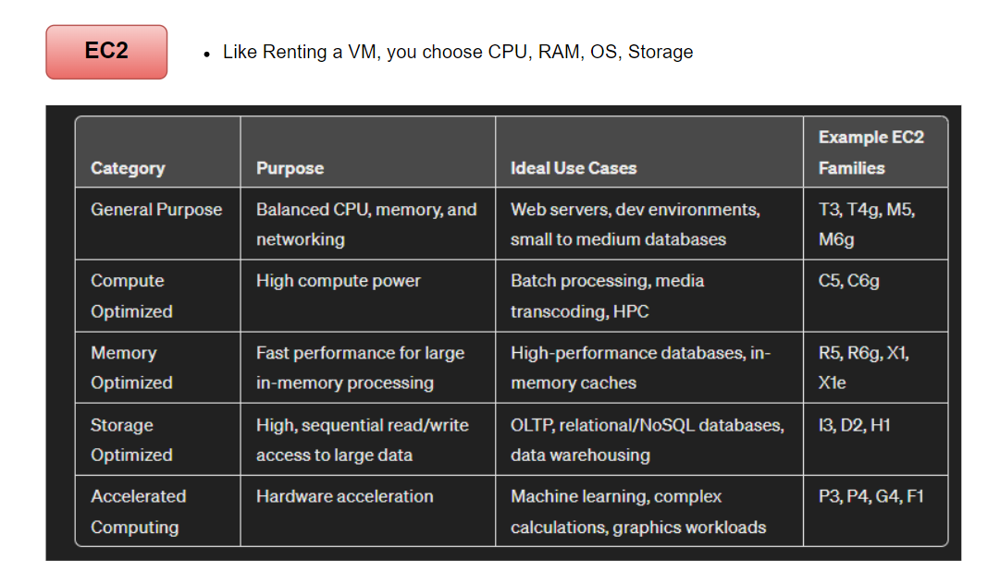 EC2
• Like Renting a VM, you choose CPU, RAM, OS, Storage
Category
Purpose
Ideal Use Cases
Example EC2
Families
General Purpose
Balanced CPU, memory, and
networking
Web servers, dev environments,
small to medium databases
T3, T4g, M5,
M6g
Compute
Optimized
High compute power
Batch processing, media
transcoding, HPC
C5, C6g
Memory
Optimized
Fast performance for large
in-memory processing
High-performance databases, in-
memory caches
R5, R6g, X1,
X1e
Storage
Optimized
High, sequential read/write
access to large data
OLTP, relational/NoSQL databases,
data warehousing
I3, D2, H1
Accelerated
Computing
Hardware acceleration
Machine learning, complex
calculations, graphics workloads
P3, P4, G4, F1